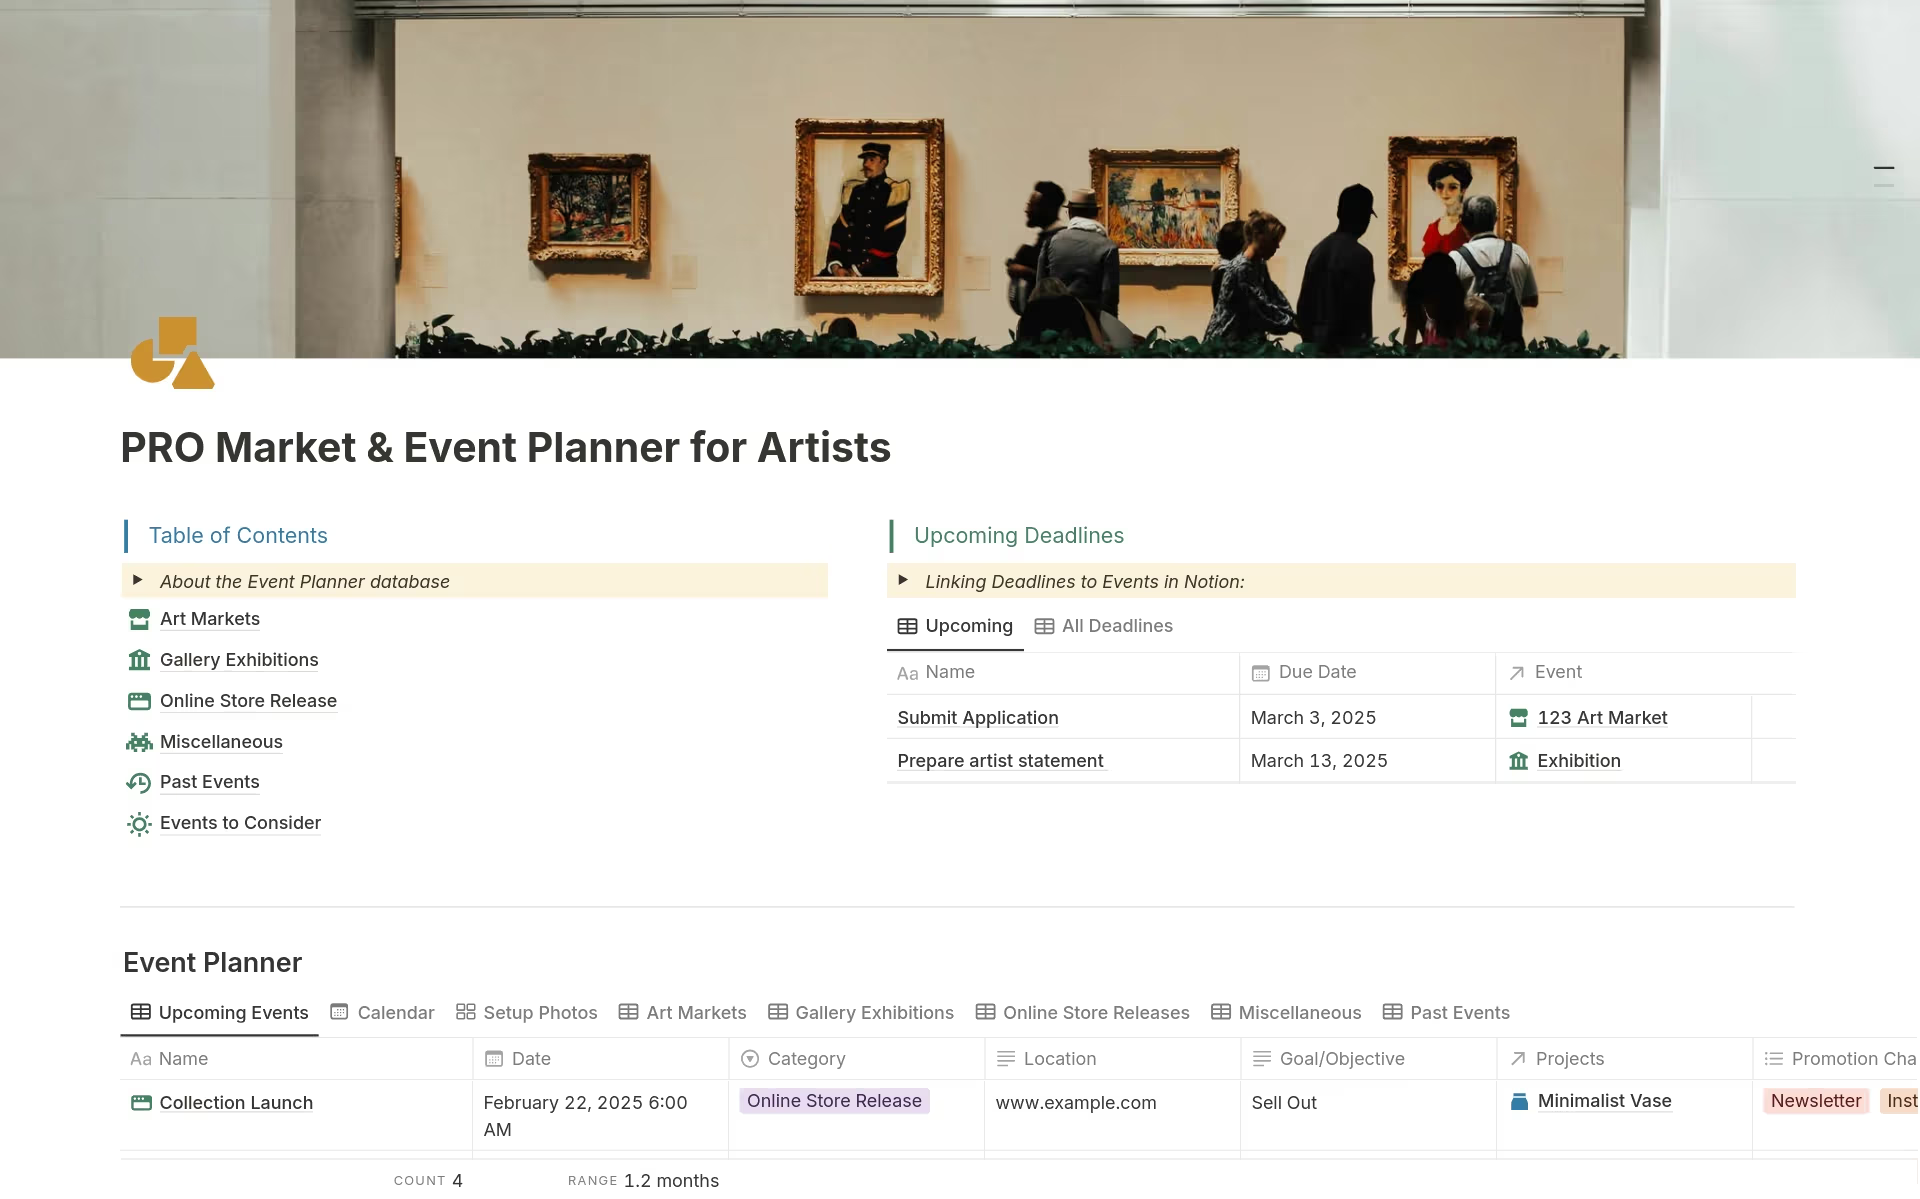 PRO Market & Event Planner for Artists
Table of Contents
About the Event Planner database
Art Markets
Gallery Exhibitions
Online Store Release
Miscellaneous
Past Events
Events to Consider
Upcoming Deadlines
Linking Deadlines to Events in Notion:
Upcoming All Deadlines
Aa Name Due Date Event
Submit Application March 3, 2025 123 Art Market
Prepare artist statement March 13, 2025 Exhibition
Event Planner
Upcoming Events Calendar Setup Photos Art Markets Gallery Exhibitions Online Store Releases Miscellaneous Past Events
Aa Name Date Category Location Goal/Objective Projects Promotion Cha
Collection Launch February 22, 2025 6:00 Online Store Release www.example.com Sell Out Minimalist Vase Newsletter Inst
AM
COUNT 4 RANGE 1.2 months